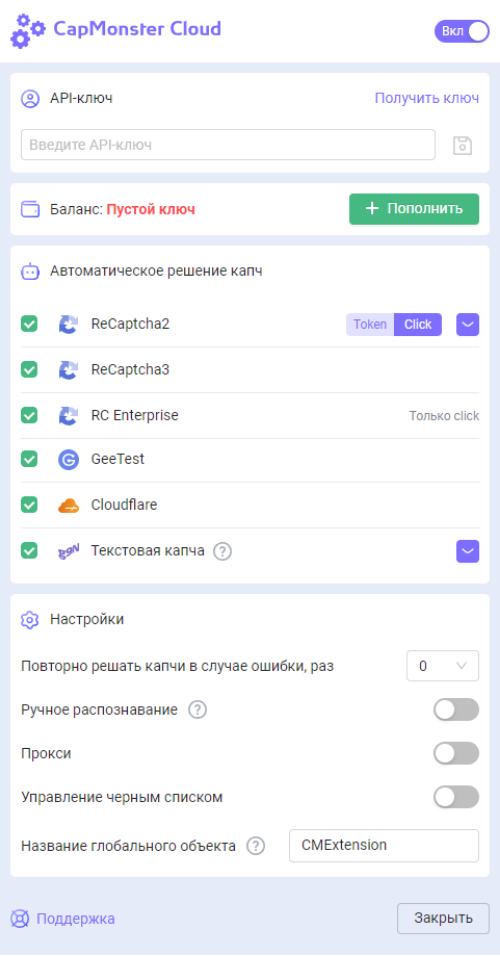 CapMonster Cloud
Вкл
API-ключ
Получить ключ
Введите API-ключ
Баланс: Пустой ключ
+ Пополнить
Автоматическое решение капч
ReCaptcha2
Token
Click
ReCaptcha3
RC Enterprise
Только click
G
GeeTest
Cloudflare
Текстовая капча ?
Настройки
Повторно решать капчи в случае ошибки, раз
0
Ручное распознавание ?
Прокси
Управление черным списком
Название глобального объекта ?
CMExtension
Поддержка
Закрыть